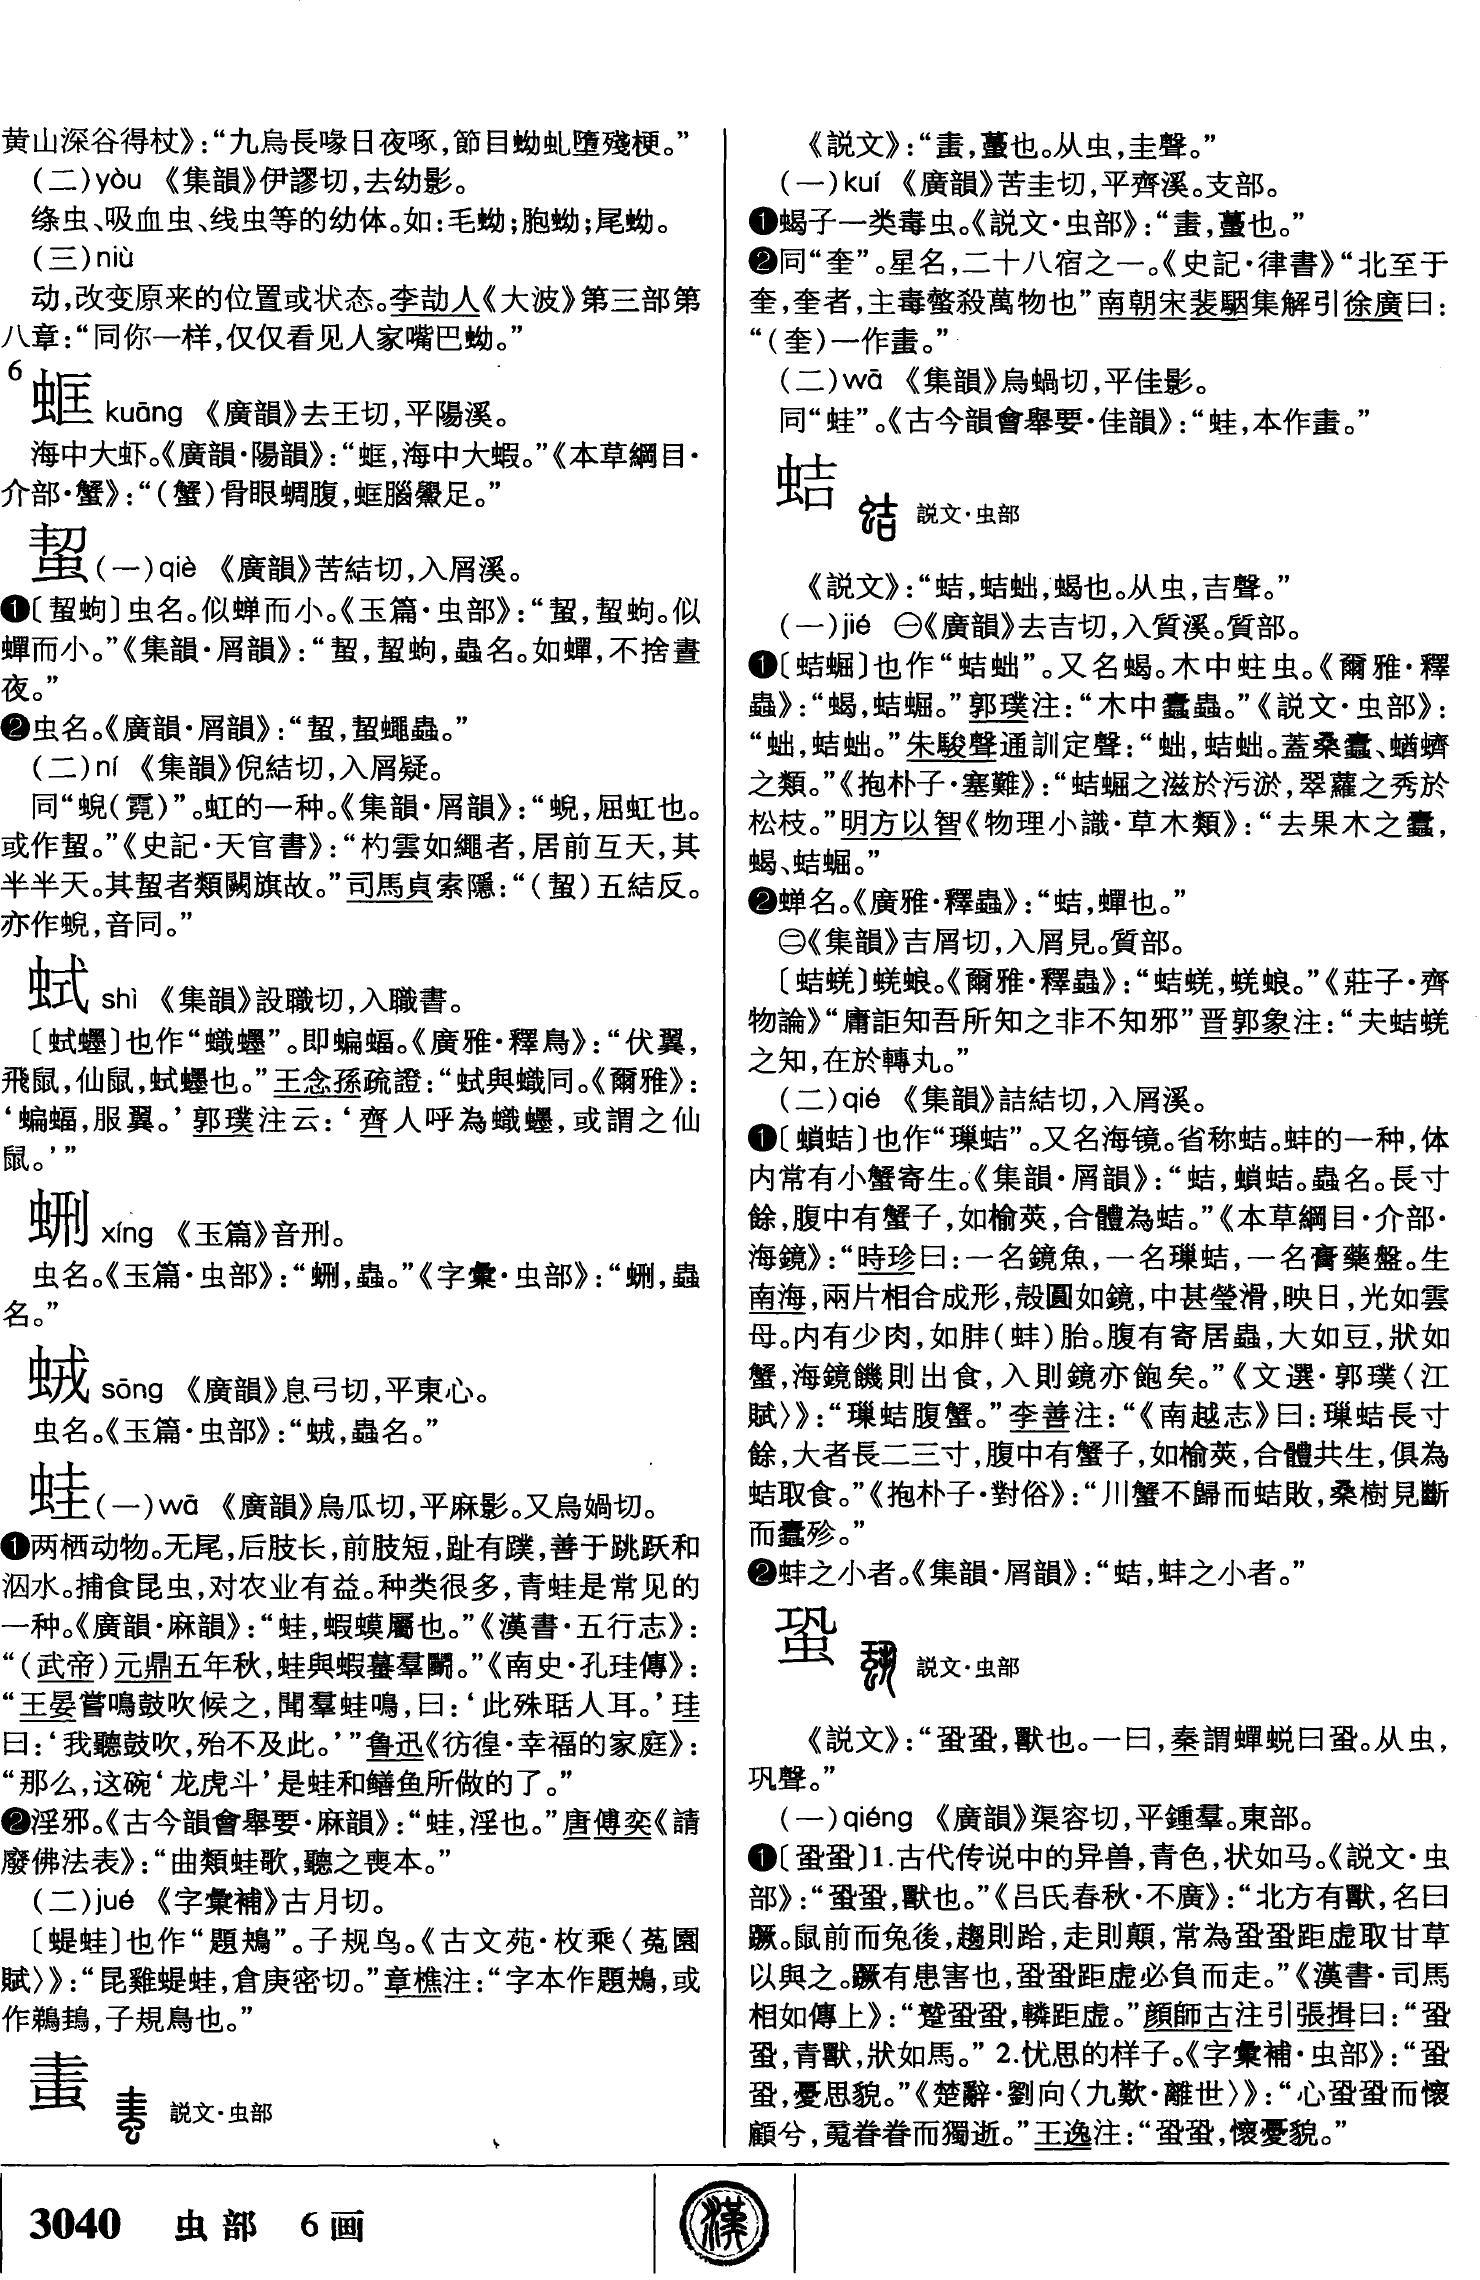 黄山深谷得杖》：“九烏長喙日夜啄，節目蚴虬墮殘梗。”
(二)yòu 《集韻》伊謬切，去幼影。
绦虫、吸血虫、线虫等的幼体。如：毛蚴；胞蚴；尾蚴。
(三)niù
动，改变原来的位置或状态。李劼人《大波》第三部第
八章：“同你一样，仅仅看见人家嘴巴蚴。”
6
蛭 kuāng 《廣韻》去王切，平陽溪。
海中大虾。《廣韻·陽韻》：“，海中大蝦。”《本草綱目·
介部·蟹》：“(蟹)骨眼蜩腹，腦鱟足。”
蛪(一)qiè 《廣韻》苦結切，入屑溪。
❶〔蛪蚼〕虫名。似蝉而小。《玉篇·虫部》：“蛪，蛪蚼。似
蟬而小。”《集韻·屑韻》：“蛪，蛪蚼，蟲名。如蟬，不捨晝
夜。”
❷虫名。《廣韻·屑韻》：“蛪，蛪蠅蟲。”
(二)ní 《集韻》倪結切，入屑疑。
同“蜺(霓)”。虹的一种。《集韻·屑韻》：“蜺，屈虹也。
或作蛪。”《史記·天官書》：“杓雲如繩者，居前亙天，其
半半天。其蛪者類闕旗故。”司馬貞索隱：“(蛪)五結反。
亦作蜺，音同。”
蛓 shì 《集韻》設職切，入職書。
〔䘸〕也作“蟙䘃”。即蝙蝠。《廣雅·釋鳥》：“伏翼，
飛鼠，仙鼠，也。”王念孫疏證：“與蟙同。《爾雅》：
‘蝙蝠，服翼。’郭璞注云：‘齊人呼為蟙䘃，或謂之仙
鼠。’”
xíng 《玉篇》音刑。
虫名。《玉篇·虫部》：“，蟲。”《字彙·虫部》：“，蟲
名。”
sōng 《廣韻》息弓切，平東心。
虫名。《玉篇·虫部》：“，蟲名。”
蛙(一)wā 《廣韻》烏瓜切，平麻影。又烏媧切。
❶两栖动物。无尾，后肢长，前肢短，趾有蹼，善于跳跃和
泅水。捕食昆虫，对农业有益。种类很多，青蛙是常见的
一种。《廣韻·麻韻》：“蛙，蝦蟆屬也。”《漢書·五行志》：
“(武帝)元鼎五年秋，蛙與蝦蟇羣鬭。”《南史·孔珪傳》：
“王晏嘗鳴鼓吹候之，聞羣蛙鳴，曰：‘此殊聒人耳。’珪
曰：‘我聽鼓吹，殆不及此。’”鲁迅《彷徨·幸福的家庭》：
“那么，这碗‘龙虎斗’是蛙和鳝鱼所做的了。”
❷淫邪。《古今韻會舉要·麻韻》：“蛙，淫也。”唐傅奕《請
廢佛法表》：“曲類蛙歌，聽之喪本。”
(二)jué 《字彙補》古月切。
〔蝭蛙〕也作“題鴂”。子规鸟。《古文苑·枚乘〈菟園
賦〉》：“昆雞蝭蛙，倉庚密切。”章樵注：“字本作題鴂，或
作鵜鴂，子規鳥也。”
𧊒 説文·虫部
《説文》：“𧊒，蠆也。从虫，圭聲。”
(一)kuí 《廣韻》苦圭切，平齊溪。支部。
❶蝎子一类毒虫。《説文·虫部》：“𧊒，蠆也。”
❷同“奎”。星名，二十八宿之一。《史記·律書》“北至于
奎，奎者，主毒螫殺萬物也”南朝宋裴駰集解引徐廣曰：
“(奎)一作𧊒。”
(二)wā 《集韻》烏蝸切，平佳影。
同“蛙”。《古今韻會舉要·佳韻》：“蛙，本作𧊒。”
蛣 説文·虫部
《説文》：“蛣，蛣䖦，蝎也。从虫，吉聲。”
(一)jié ㊀《廣韻》去吉切，入質溪。質部。
❶〔蛣𧌑〕也作“蛣䖦”。又名蝎。木中蛀虫。《爾雅·釋
蟲》：“蝎，蛣𧌑。”郭璞注：“木中蠹蟲。”《説文·虫部》：
“䖦，蛣䖦。”朱駿聲通訓定聲：“䖦，蛣䖦。蓋桑蠹、蝤蠐
之類。”《抱朴子·塞難》：“蛣𧌑之滋於污淤，翠蘿之秀於
松枝。”明方以智《物理小識·草木類》：“去果木之蠹，
蝎、蛣𧌑。”
❷蝉名。《廣雅·釋蟲》：“蛣，蟬也。”
㊁《集韻》吉屑切，入屑見。質部。
〔蛣蜣〕蜣螂。《爾雅·釋蟲》：“蛣蜣，蜣蜋。”《莊子·齊
物論》“庸詎知吾所知之非不知邪”晋郭象注：“夫蛣蜣
之知，在於轉丸。”
(二)qié 《集韻》詰結切，入屑溪。
❶〔蟭蛣〕也作“璅蛣”。又名海镜。省称蛣。蚌的一种，体
内常有小蟹寄生。《集韻·屑韻》：“蛣，䗩蛣。蟲名。長寸
餘，腹中有蟹子，如榆莢，合體為蛣。”《本草綱目·介部·
海鏡》：“時珍曰：一名鏡魚，一名璅蛣，一名膏藥盤。生
南海，兩片相合成形，殼圓如鏡，中甚瑩滑，映日，光如雲
母。内有少肉，如胖(蚌)胎。腹有寄居蟲，大如豆，狀如
蟹，海鏡饑則出食，入則鏡亦飽矣。”《文選·郭璞〈江
賦〉》：“璅蛣腹蟹。”李善注：“《南越志》曰：璅蛣長寸
餘，大者長二三寸，腹中有蟹子，如榆莢，合體共生，俱為
蛣取食。”《抱朴子·對俗》：“川蟹不歸而蛣敗，桑樹見斷
而蠹殄。”
❷蚌之小者。《集韻·屑韻》：“蛣，蚌之小者。”
蛩 説文·虫部
《説文》：“蛩蛩，獸也。一曰，秦謂蟬蜕曰蛩。从虫，
巩聲。”
(一)qióng 《廣韻》渠容切，平鍾羣。東部。
❶〔蛩蛩〕1.古代传说中的异兽，青色，状如马。《説文·虫
部》：“蛩蛩，獸也。”《吕氏春秋·不廣》：“北方有獸，名曰
蹶。鼠前而兔後，趨則跲，走則顛，常為蛩蛩距虚取甘草
以與之。蹶有患害也，蛩蛩距虚必負而走。”《漢書·司馬
相如傳上》：“蹵蛩蛩，轔距虚。”顔師古注引張揖曰：“蛩
蛩，青獸，狀如馬。”2.忧思的样子。《字彙補·虫部》：“蛩
蛩，憂思貌。”《楚辭·劉向〈九歎·離世〉》：“心蛩蛩而懷
顧兮，䰟眷眷而獨逝。”王逸注：“蛩蛩，懷憂貌。”
3040 虫部 6画
漢